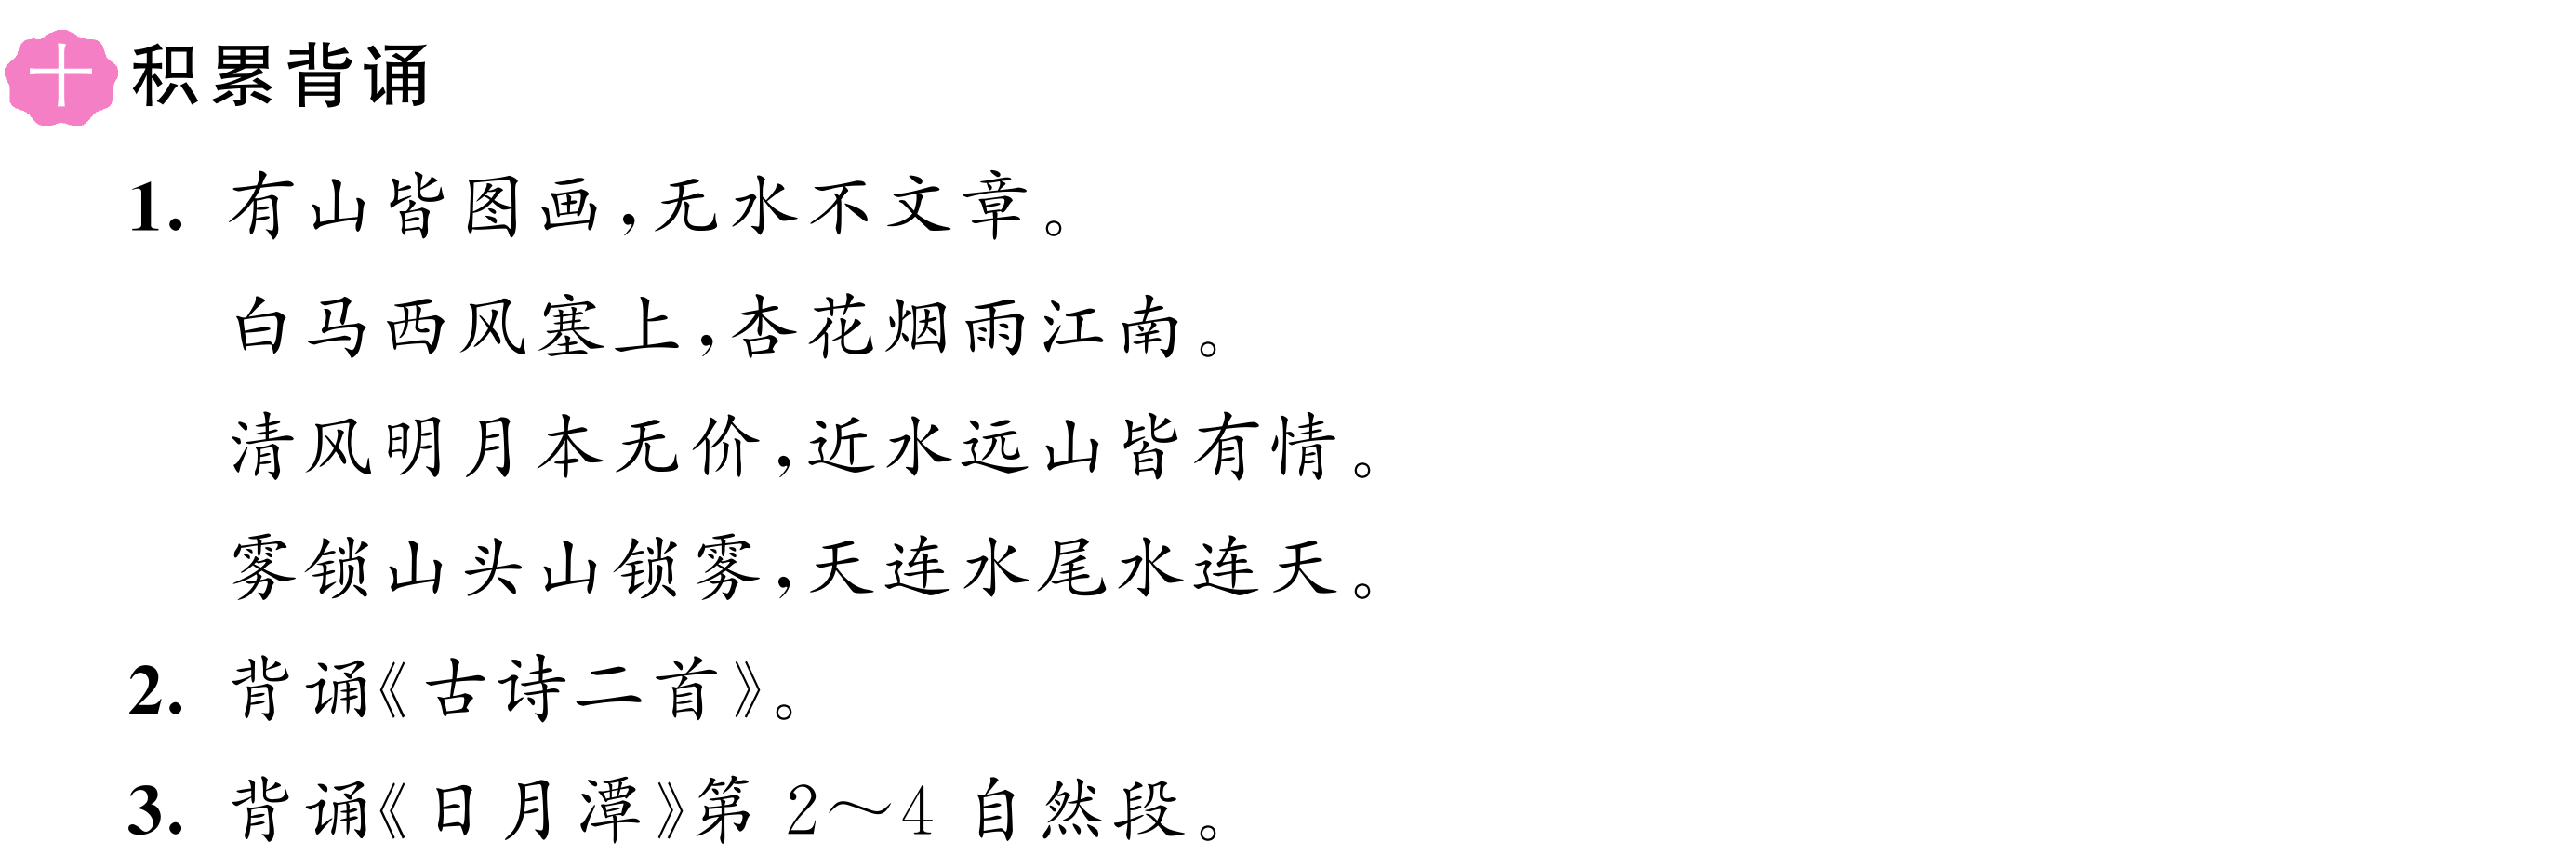 十 积累背诵
1. 有山皆图画,无水不文章。
白马西风塞上,杏花烟雨江南。
清风明月本无价,近水远山皆有情。
雾锁山头山锁雾,天连水尾水连天。
2. 背诵《古诗二首》。
3. 背诵《日月潭》第 2～4 自然段。